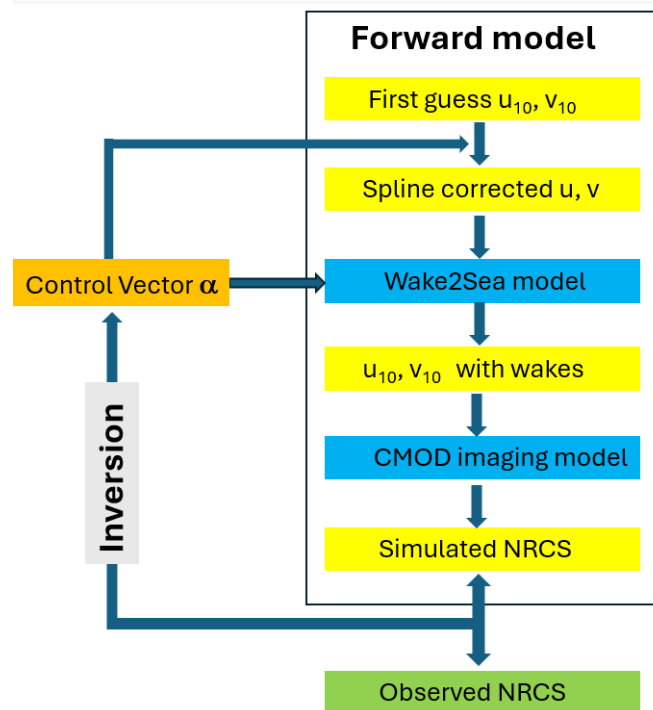 Forward model
First guess u₁₀, v₁₀
Spline corrected u, v
Control Vector α
Wake2Sea model
u₁₀, v₁₀ with wakes
Inversion
CMOD imaging model
Simulated NRCS
Observed NRCS